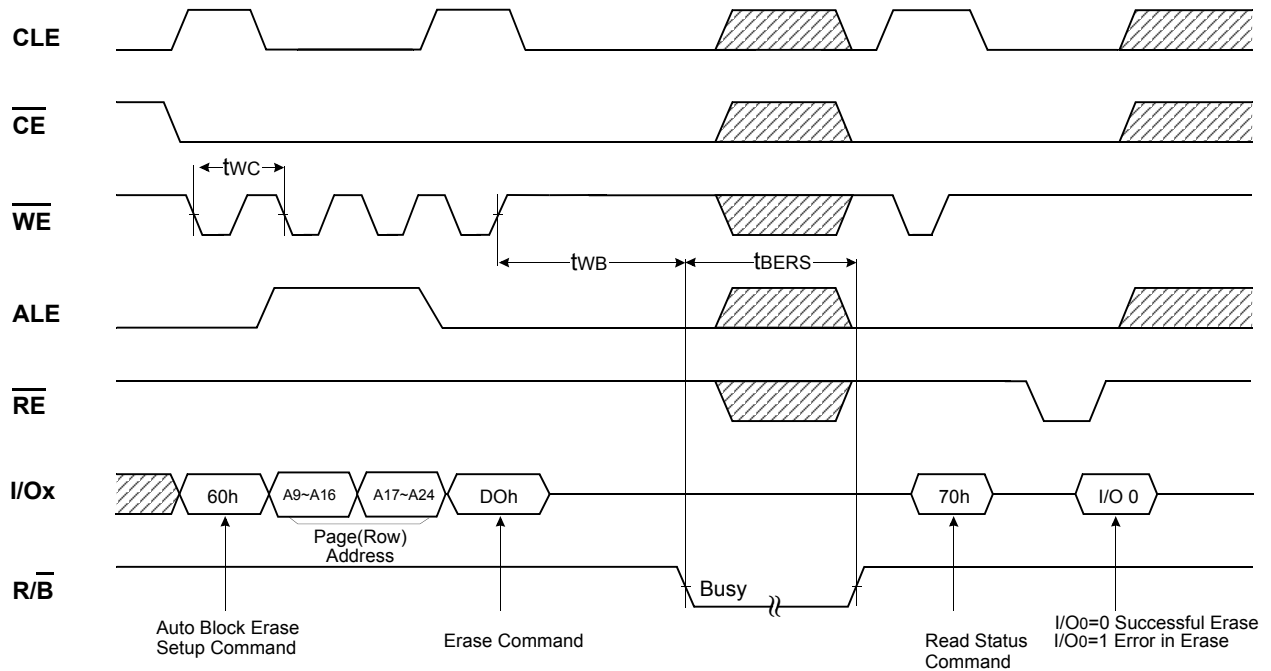 CLE
CE
tWC
WE
tWB
tBERS
ALE
RE
I/Ox
60h
A9~A16
A17~A24
DOh
70h
I/O 0
Page(Row)
Address
R/B
Busy
Auto Block Erase
Setup Command
Erase Command
Read Status
Command
I/O0=0 Successful Erase
I/O0=1 Error in Erase